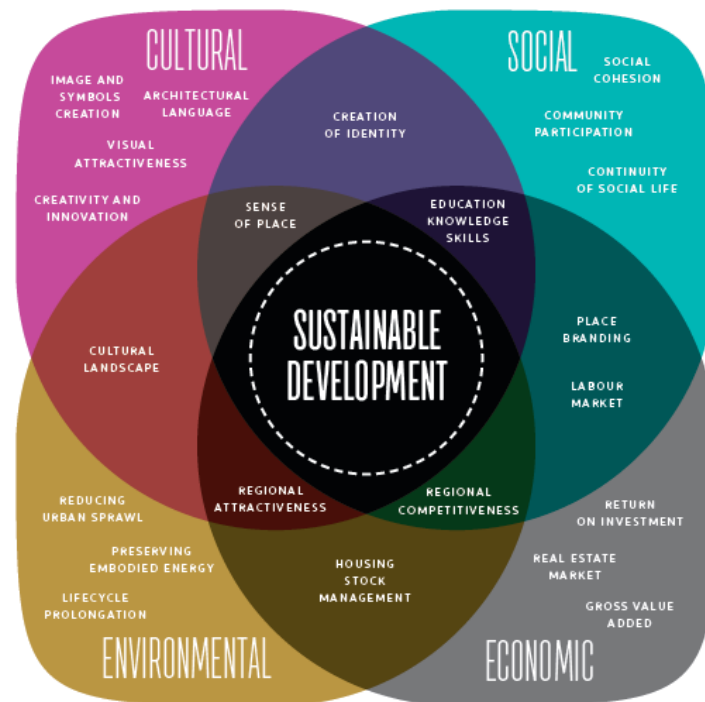 CULTURAL
IMAGE AND
SYMBOLS
CREATION
ARCHITECTURAL
LANGUAGE
VISUAL
ATTRACTIVENESS
CREATIVITY AND
INNOVATION
SOCIAL
SOCIAL
COHESION
COMMUNITY
PARTICIPATION
CONTINUITY
OF SOCIAL LIFE
CREATION
OF IDENTITY
SENSE
OF PLACE
EDUCATION
KNOWLEDGE
SKILLS
SUSTAINABLE
DEVELOPMENT
CULTURAL
LANDSCAPE
PLACE
BRANDING
LABOUR
MARKET
REGIONAL
ATTRACTIVENESS
REGIONAL
COMPETITIVENESS
REDUCING
URBAN SPRAWL
PRESERVING
EMBODIED ENERGY
LIFECYCLE
PROLONGATION
ENVIRONMENTAL
HOUSING
STOCK
MANAGEMENT
RETURN
ON INVESTMENT
REAL ESTATE
MARKET
GROSS VALUE
ADDED
ECONOMIC